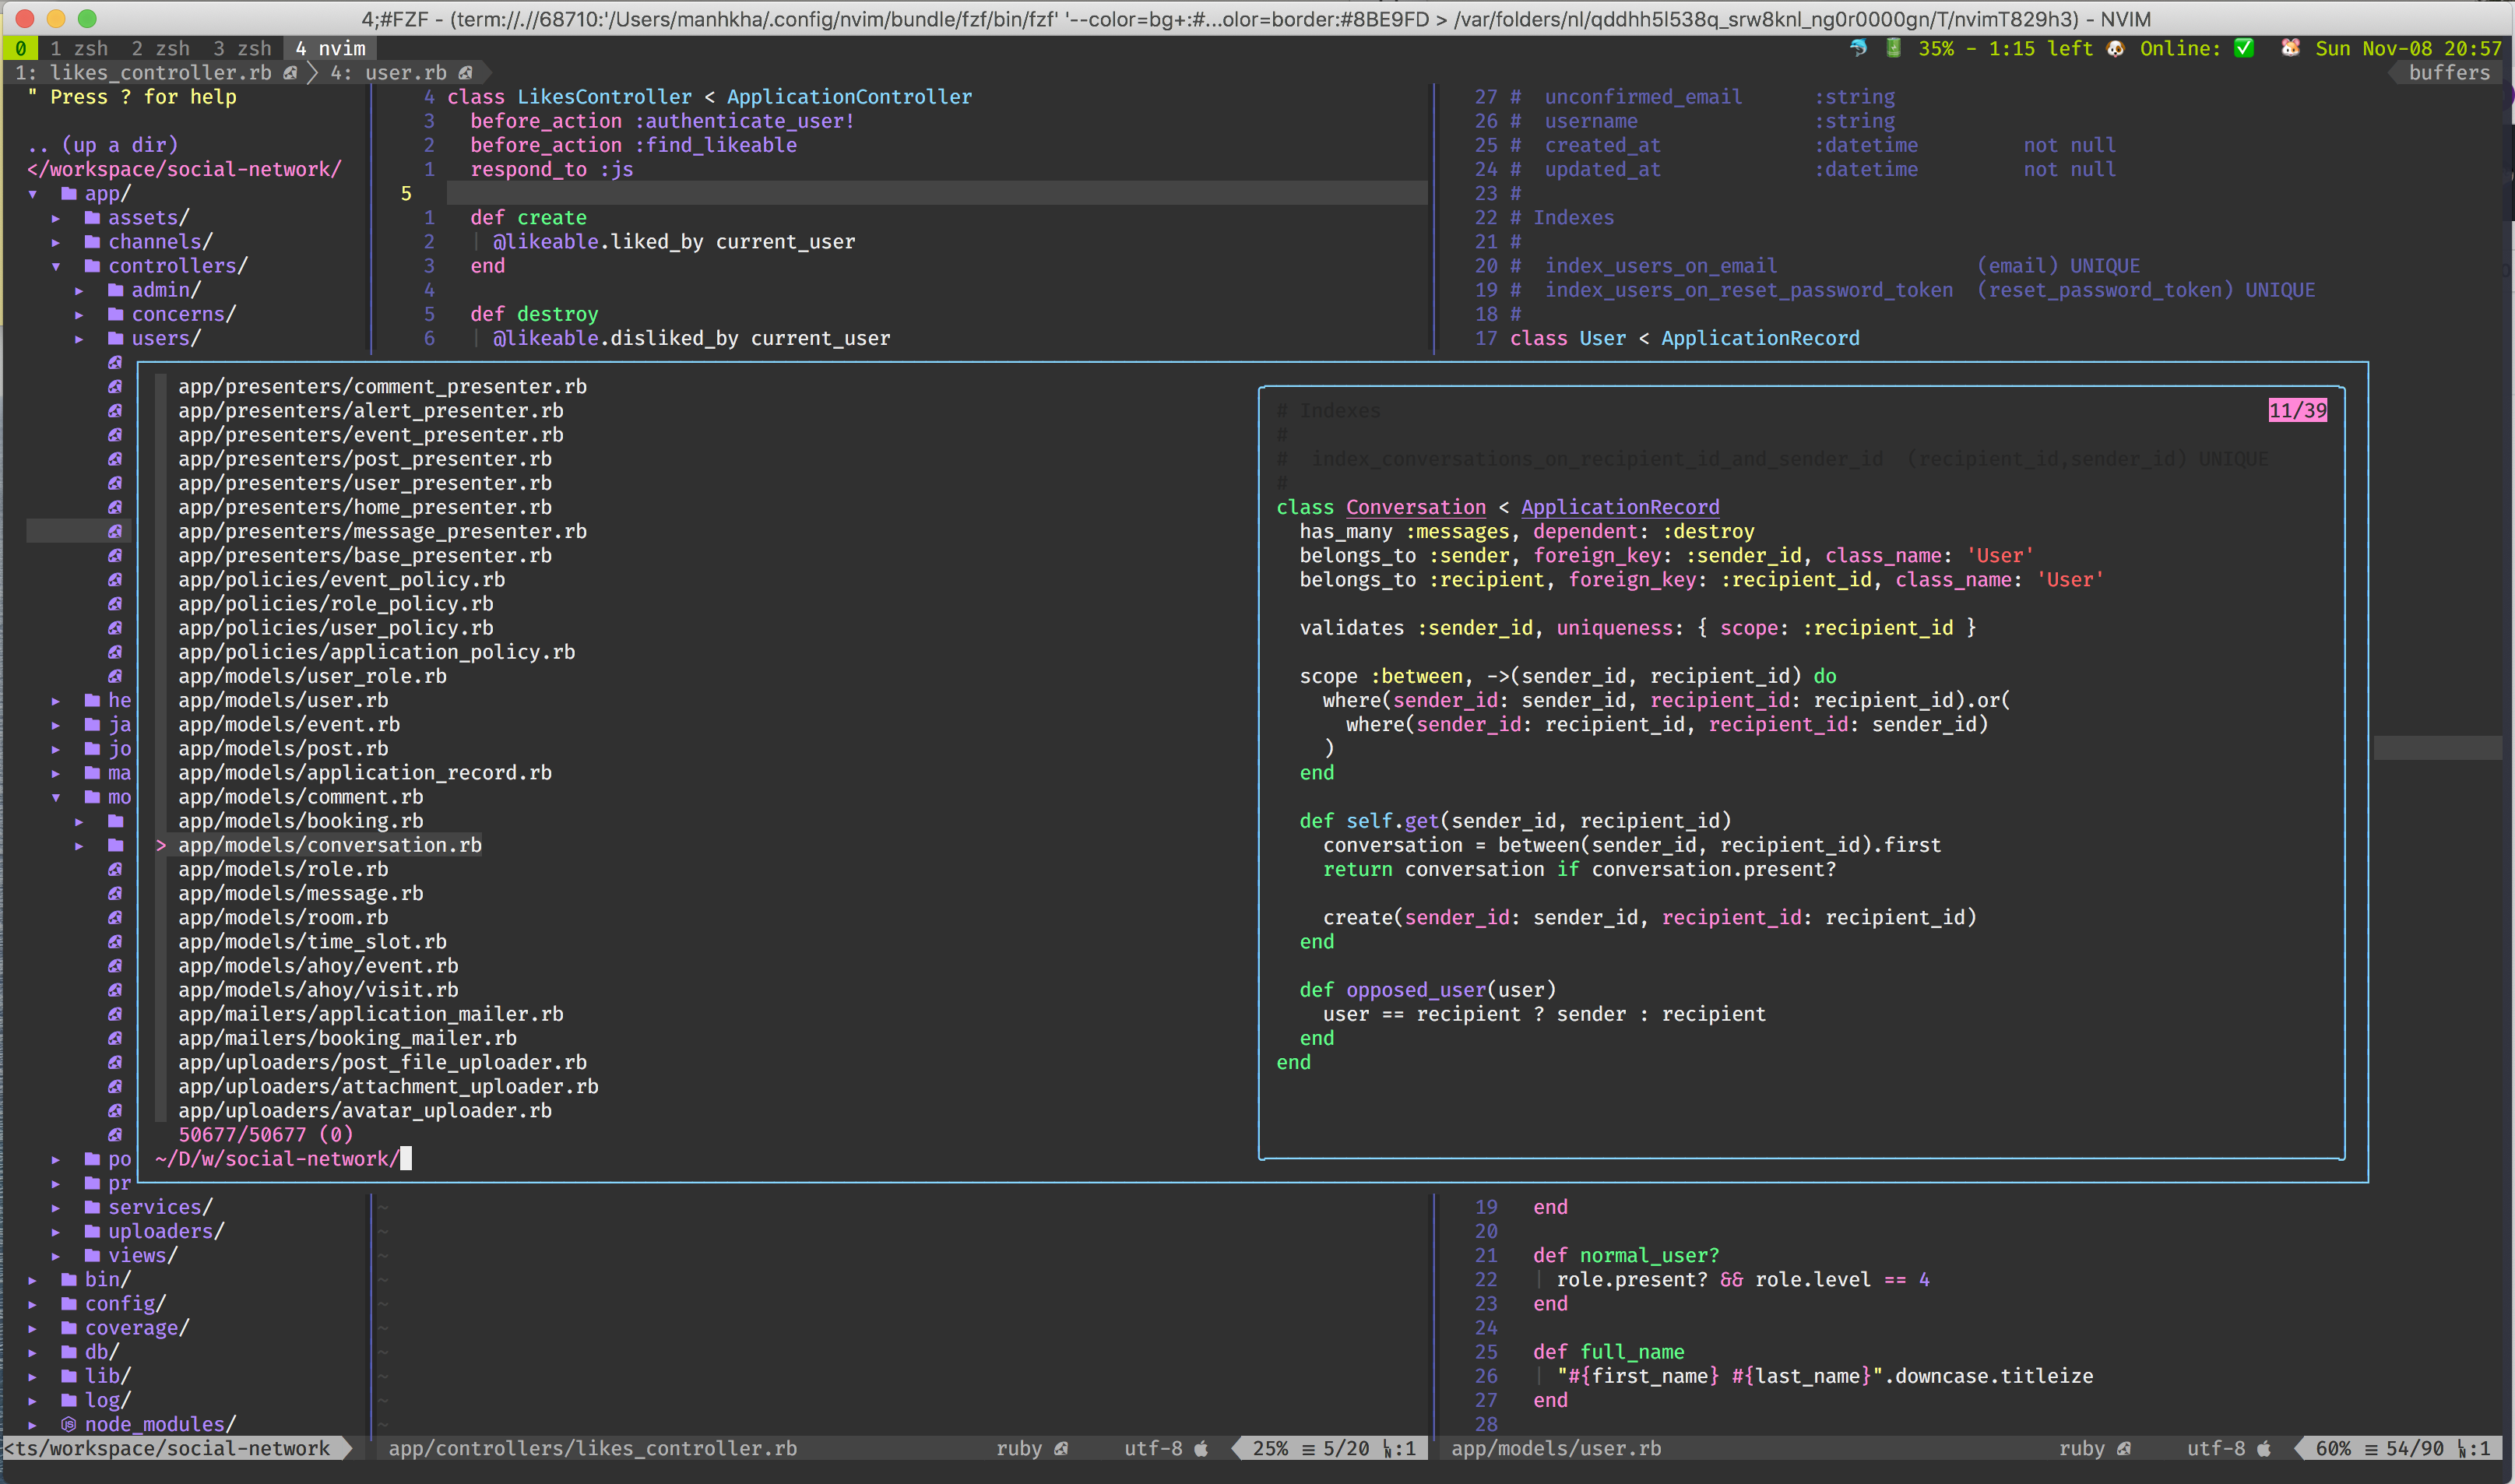 4;#FZF - (term://.//68710:'/Users/manhkha/.config/nvim/bundle/fzf/bin/fzf' '--color=bg+:#...olor=border:#8BE9FD > /var/folders/nl/qddhh5l538q_srw8knl_ng0r0000gn/T/nvimT829h3) - NVIM
0 1 zsh 2 zsh 3 zsh 4 nvim 35% - 1:15 left Online: ✅ Sun Nov-08 20:57
1: likes_controller.rb 4: user.rb buffers
" Press ? for help
.. (up a dir)
</workspace/social-network/
▾ app/
▸ assets/
▸ channels/
▾ controllers/
▸ admin/
▸ concerns/
▸ users/
▸ he
▸ ja
▸ jo
▸ ma
▾ mo
▸ po
▸ pr
▸ services/
▸ uploaders/
▸ views/
▸ bin/
▸ config/
▸ coverage/
▸ db/
▸ lib/
▸ log/
▸ node_modules/
4 class LikesController < ApplicationController
3   before_action :authenticate_user!
2   before_action :find_likeable
1   respond_to :js
5
1   def create
2   | @likeable.liked_by current_user
3   end
4
5   def destroy
6   | @likeable.disliked_by current_user
27 #  unconfirmed_email      :string
26 #  username               :string
25 #  created_at             :datetime         not null
24 #  updated_at             :datetime         not null
23 #
22 # Indexes
21 #
20 #  index_users_on_email                 (email) UNIQUE
19 #  index_users_on_reset_password_token  (reset_password_token) UNIQUE
18 #
17 class User < ApplicationRecord
app/presenters/comment_presenter.rb
app/presenters/alert_presenter.rb
app/presenters/event_presenter.rb
app/presenters/post_presenter.rb
app/presenters/user_presenter.rb
app/presenters/home_presenter.rb
app/presenters/message_presenter.rb
app/presenters/base_presenter.rb
app/policies/event_policy.rb
app/policies/role_policy.rb
app/policies/user_policy.rb
app/policies/application_policy.rb
app/models/user_role.rb
app/models/user.rb
app/models/event.rb
app/models/post.rb
app/models/application_record.rb
app/models/comment.rb
app/models/booking.rb
> app/models/conversation.rb
app/models/role.rb
app/models/message.rb
app/models/room.rb
app/models/time_slot.rb
app/models/ahoy/event.rb
app/models/ahoy/visit.rb
app/mailers/application_mailer.rb
app/mailers/booking_mailer.rb
app/uploaders/post_file_uploader.rb
app/uploaders/attachment_uploader.rb
app/uploaders/avatar_uploader.rb
50677/50677 (0)
~/D/w/social-network/
# Indexes 11/39
#
#  index_conversations_on_recipient_id_and_sender_id  (recipient_id,sender_id) UNIQUE
#
class Conversation < ApplicationRecord
  has_many :messages, dependent: :destroy
  belongs_to :sender, foreign_key: :sender_id, class_name: 'User'
  belongs_to :recipient, foreign_key: :recipient_id, class_name: 'User'
  validates :sender_id, uniqueness: { scope: :recipient_id }
  scope :between, ->(sender_id, recipient_id) do
    where(sender_id: sender_id, recipient_id: recipient_id).or(
      where(sender_id: recipient_id, recipient_id: sender_id)
    )
  end
  def self.get(sender_id, recipient_id)
    conversation = between(sender_id, recipient_id).first
    return conversation if conversation.present?
    create(sender_id: sender_id, recipient_id: recipient_id)
  end
  def opposed_user(user)
    user == recipient ? sender : recipient
  end
end
19   end
20
21   def normal_user?
22   | role.present? && role.level == 4
23   end
24
25   def full_name
26   | "#{first_name} #{last_name}".downcase.titleize
27   end
28
<ts/workspace/social-network app/controllers/likes_controller.rb ruby utf-8 25% ≡ 5/20 ␤:1 app/models/user.rb ruby utf-8 60% ≡ 54/90 ␤:1